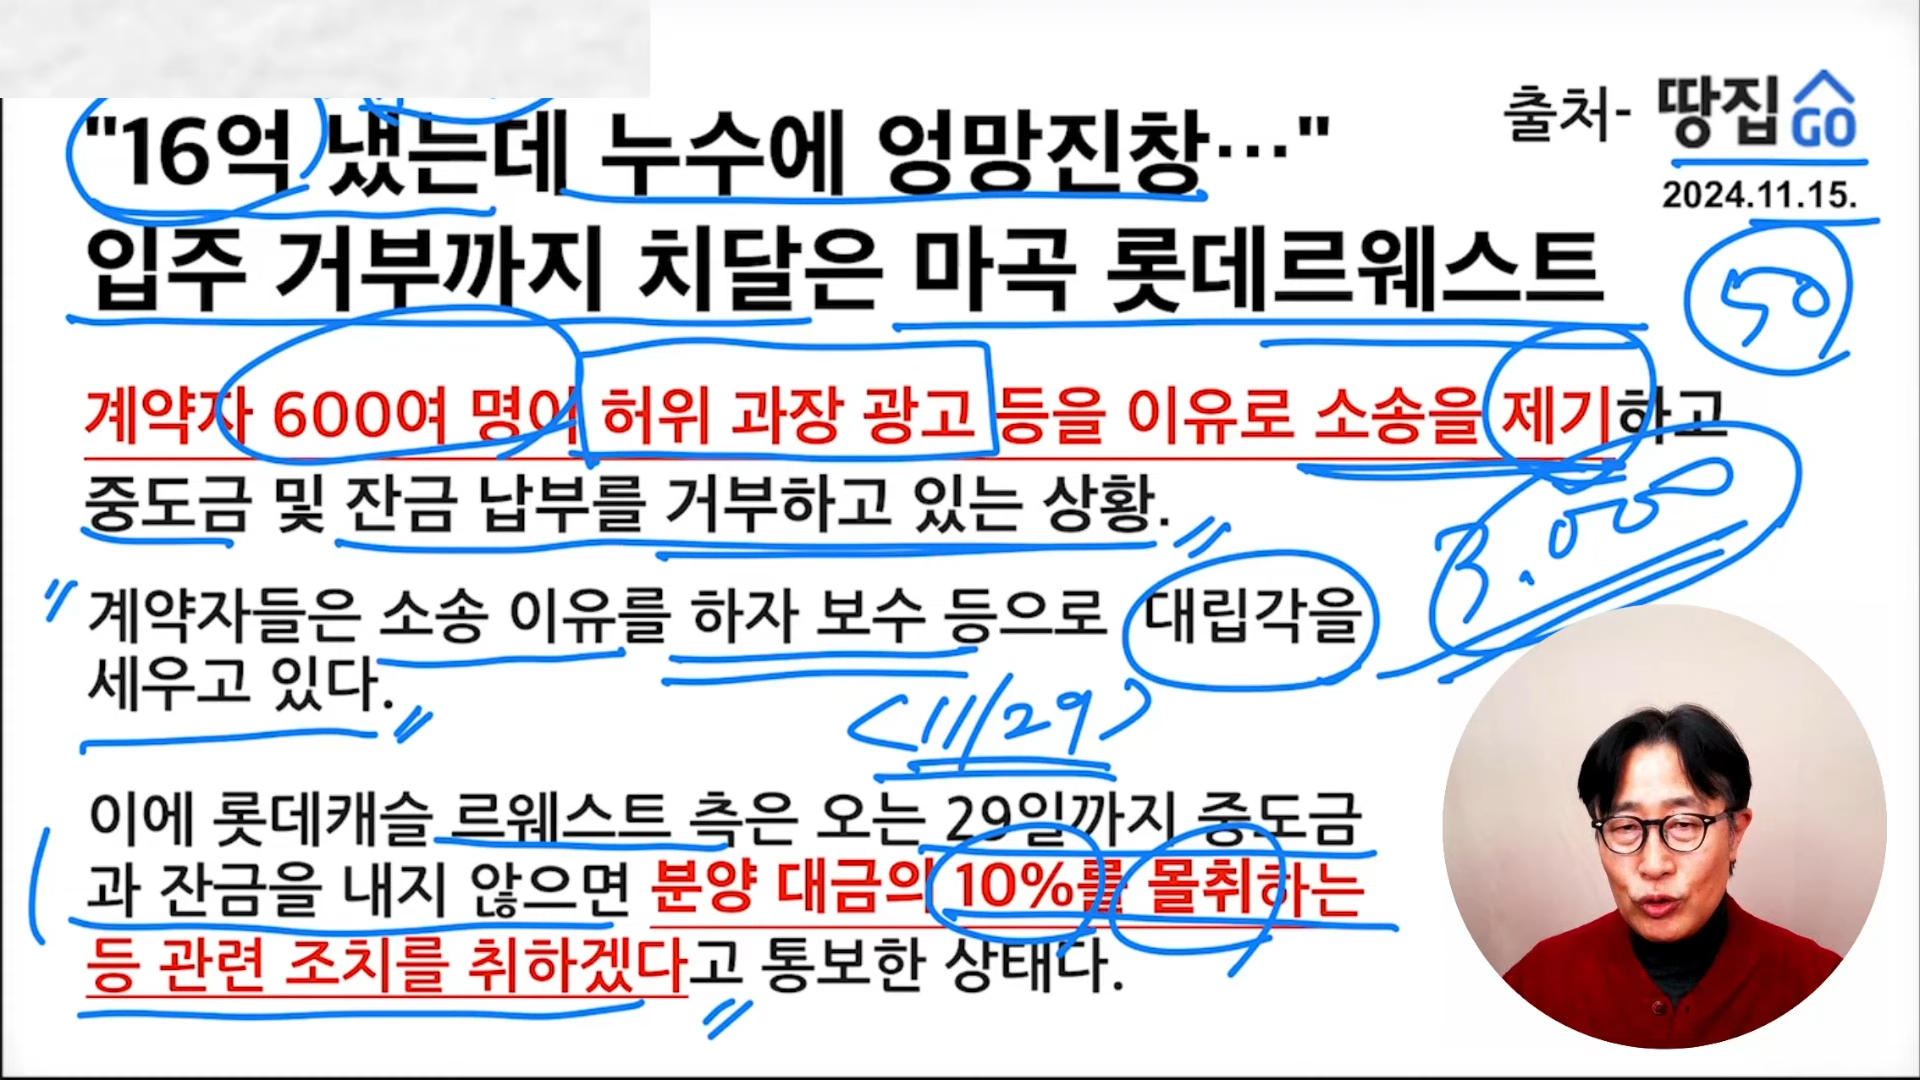 "16억 냈는데 누수에 엉망진창…"
출처- 땅집GO
2024.11.15.
입주 거부까지 치달은 마곡 롯데르웨스트
50
계약자 600여 명이 허위 과장 광고 등을 이유로 소송을 제기하고
중도금 및 잔금 납부를 거부하고 있는 상황.
3.000
계약자들은 소송 이유를 하자 보수 등으로 대립각을
세우고 있다.
<11/29>
이에 롯데캐슬 르웨스트 측은 오는 29일까지 중도금
과 잔금을 내지 않으면 분양 대금의 10%를 몰취하는
등 관련 조치를 취하겠다고 통보한 상태다.